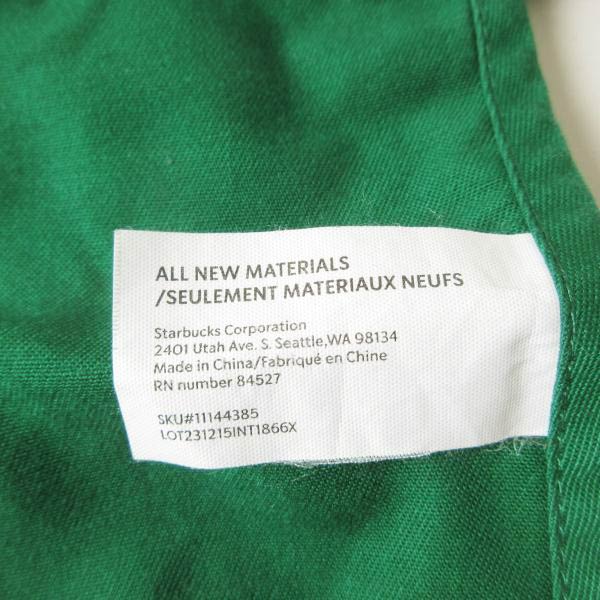 ALL NEW MATERIALS
/SEULEMENT MATERIAUX NEUFS
Starbucks Corporation
2401 Utah Ave. S. Seattle,WA 98134
Made in China/Fabriqué en Chine
RN number 84527
SKU#11144385
LOT231215INT1866X